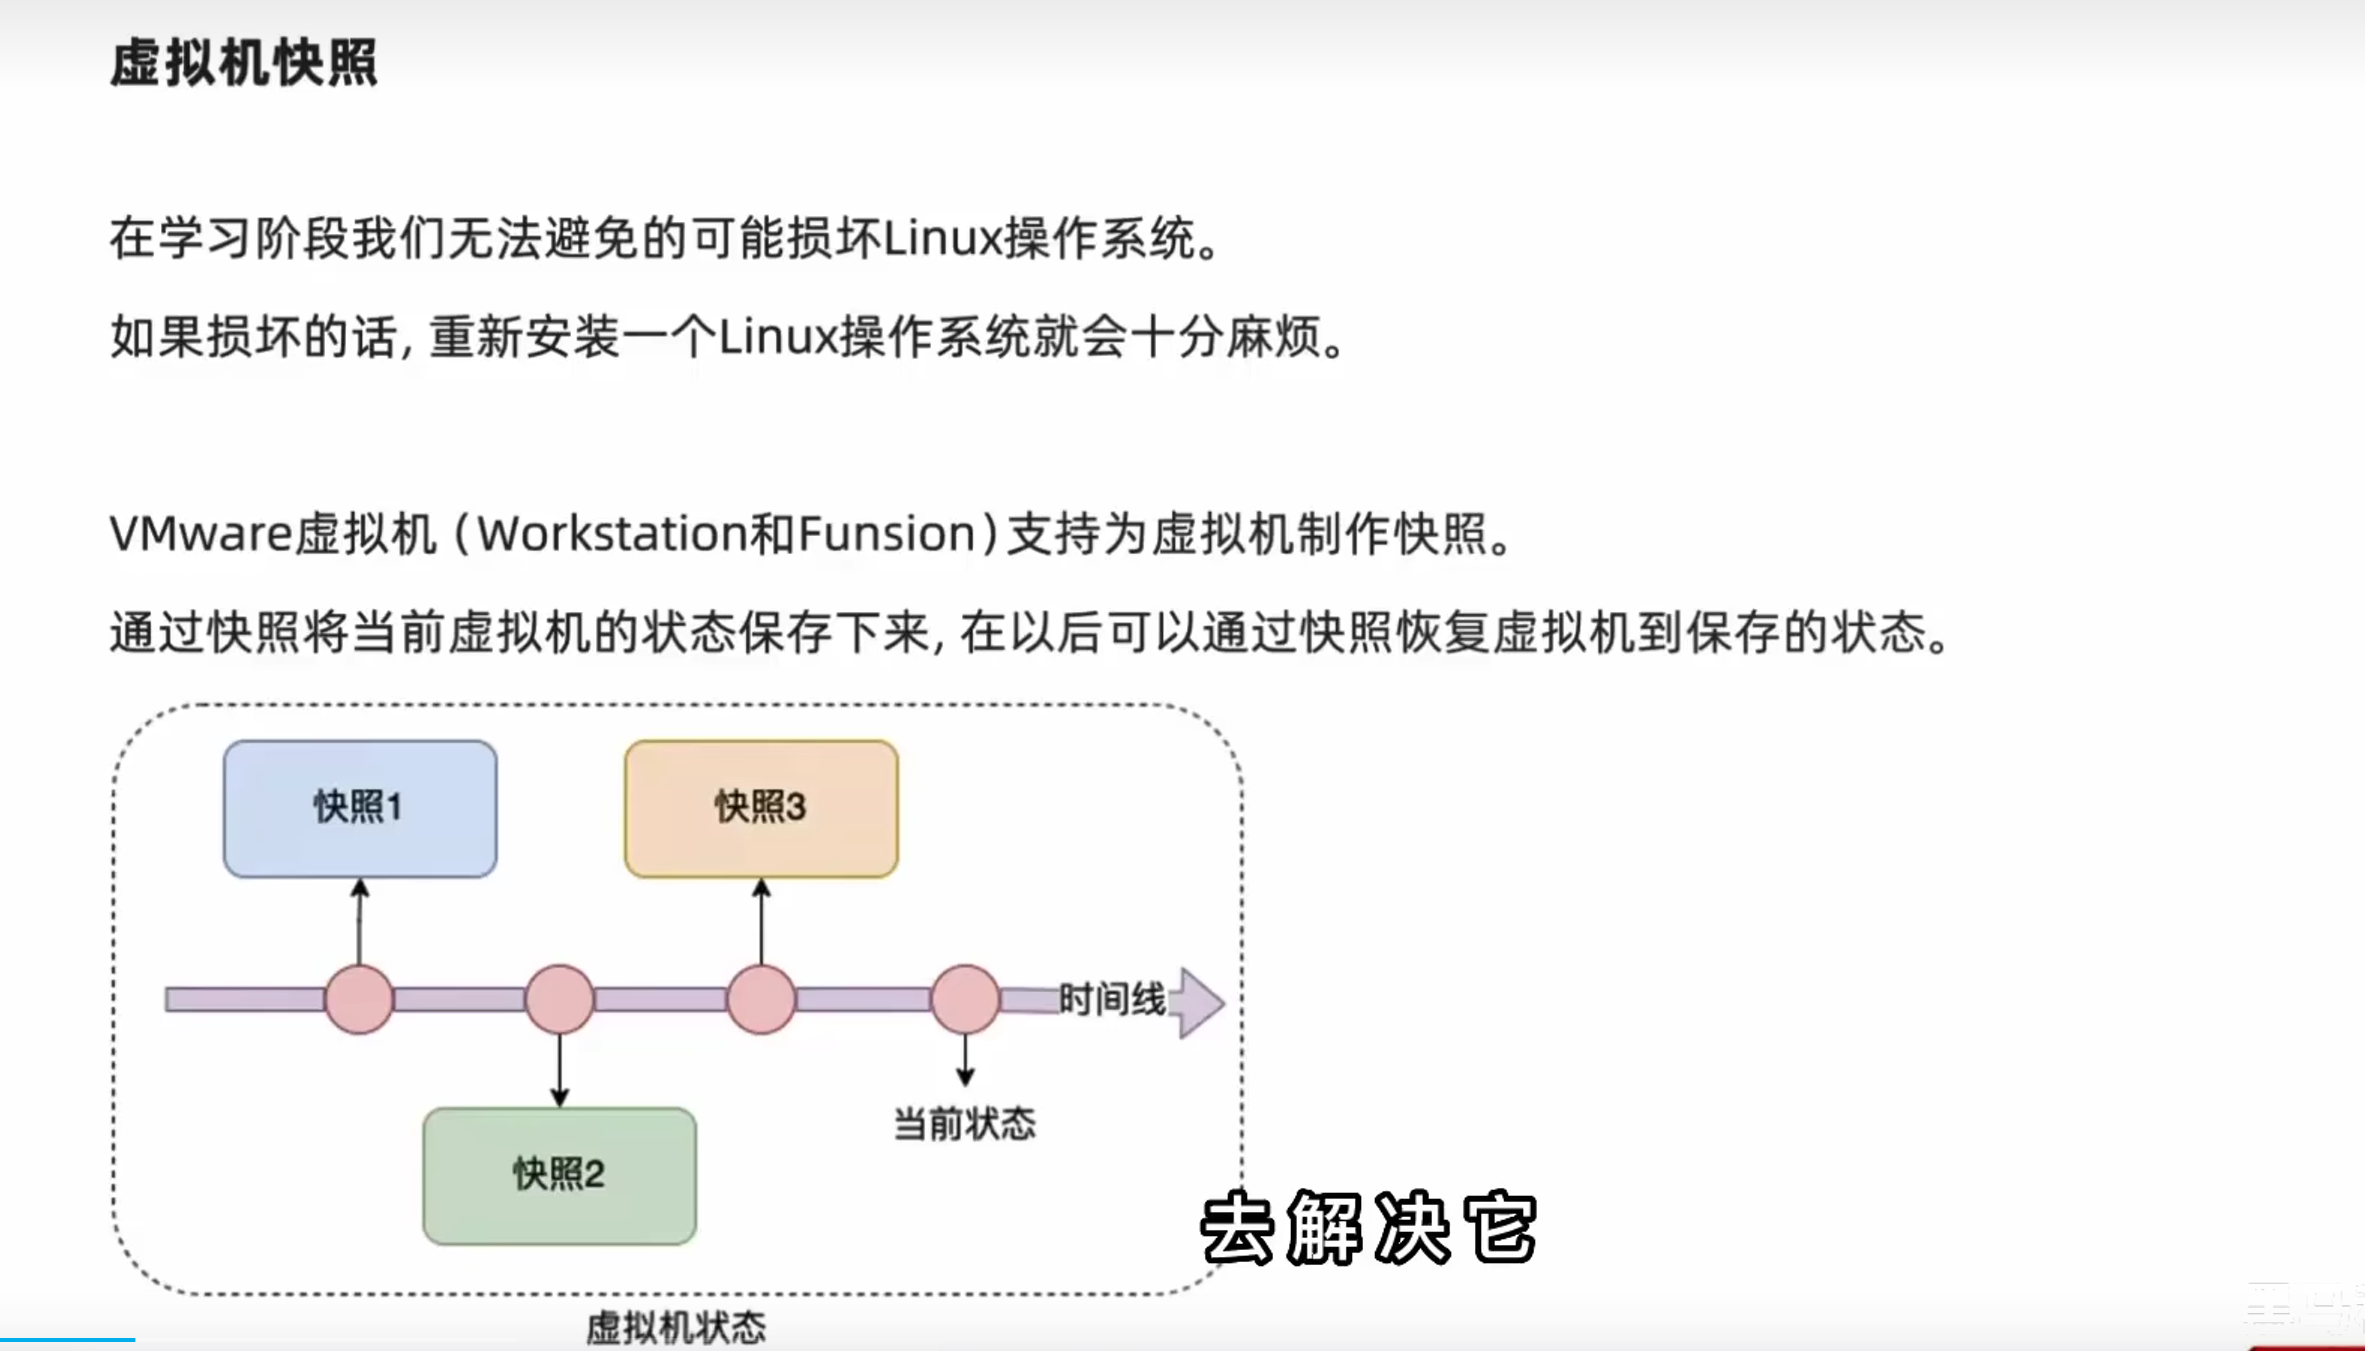 虚拟机快照
在学习阶段我们无法避免的可能损坏Linux操作系统。
如果损坏的话，重新安装一个Linux操作系统就会十分麻烦。
VMware虚拟机（Workstation和Funsion）支持为虚拟机制作快照。
通过快照将当前虚拟机的状态保存下来，在以后可以通过快照恢复虚拟机到保存的状态。
快照1
快照3
时间线
当前状态
快照2
去解决它
虚拟机状态